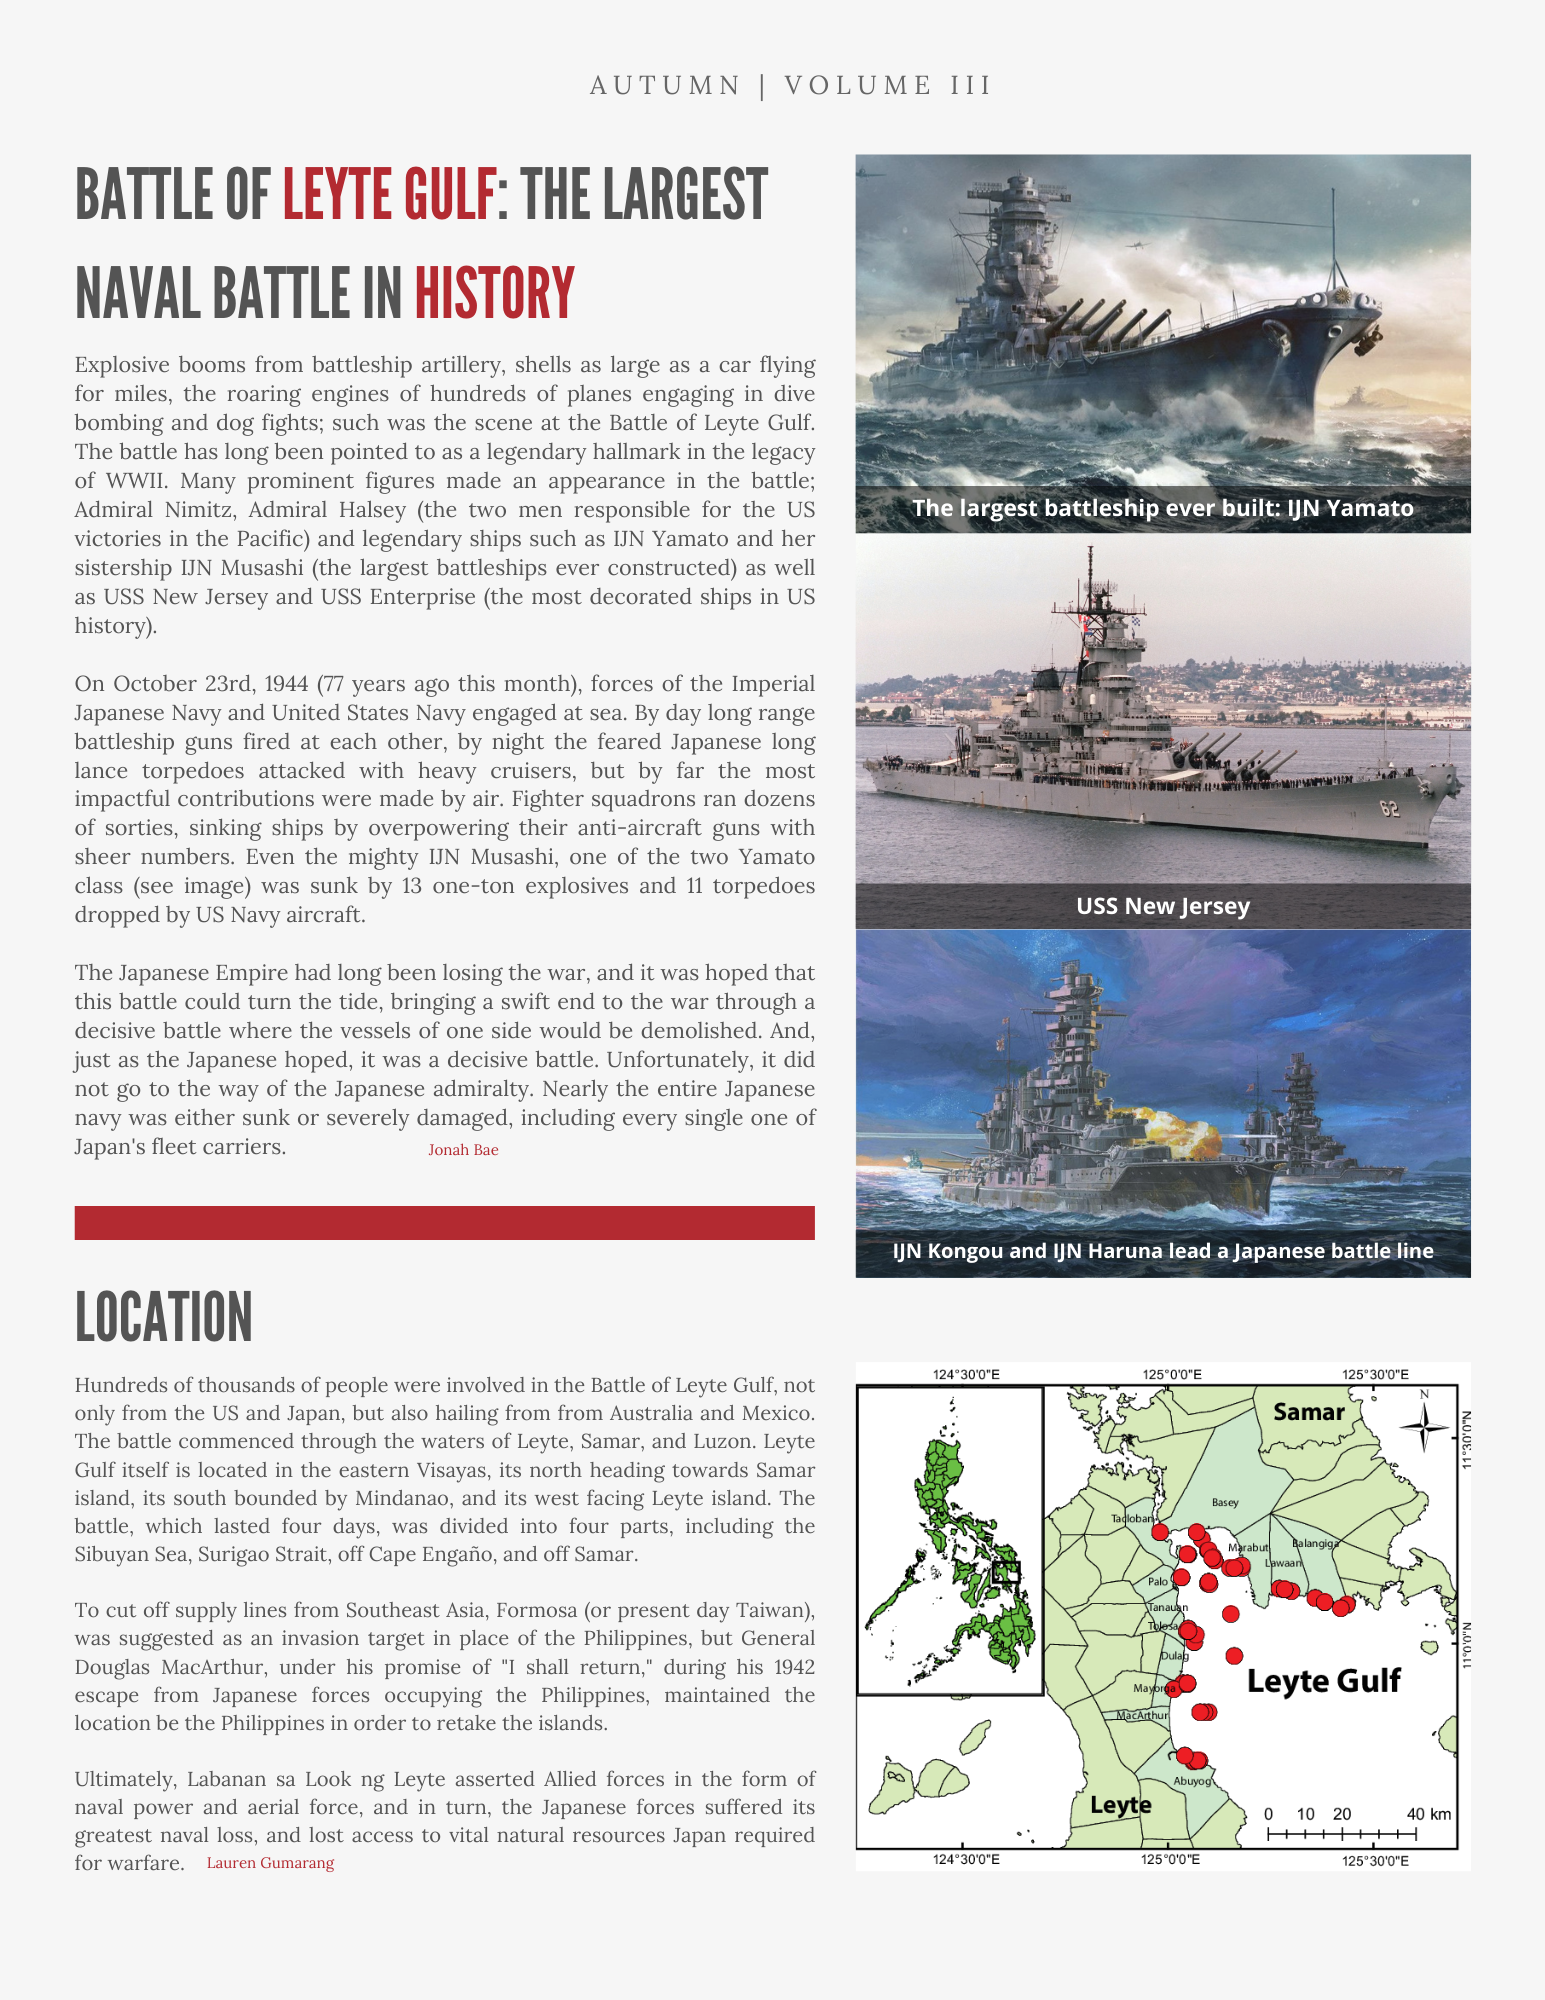 AUTUMN | VOLUME III
BATTLE OF LEYTE GULF: THE LARGEST
NAVAL BATTLE IN HISTORY
Explosive booms from battleship artillery, shells as large as a car flying
for miles, the roaring engines of hundreds of planes engaging in dive
bombing and dog fights; such was the scene at the Battle of Leyte Gulf.
The battle has long been pointed to as a legendary hallmark in the legacy
of WWII. Many prominent figures made an appearance in the battle;
Admiral Nimitz, Admiral Halsey (the two men responsible for the US
victories in the Pacific) and legendary ships such as IJN Yamato and her
sistership IJN Musashi (the largest battleships ever constructed) as well
as USS New Jersey and USS Enterprise (the most decorated ships in US
history).
On October 23rd, 1944 (77 years ago this month), forces of the Imperial
Japanese Navy and United States Navy engaged at sea. By day long range
battleship guns fired at each other, by night the feared Japanese long
lance torpedoes attacked with heavy cruisers, but by far the most
impactful contributions were made by air. Fighter squadrons ran dozens
of sorties, sinking ships by overpowering their anti-aircraft guns with
sheer numbers. Even the mighty IJN Musashi, one of the two Yamato
class (see image) was sunk by 13 one-ton explosives and 11 torpedoes
dropped by US Navy aircraft.
The Japanese Empire had long been losing the war, and it was hoped that
this battle could turn the tide, bringing a swift end to the war through a
decisive battle where the vessels of one side would be demolished. And,
just as the Japanese hoped, it was a decisive battle. Unfortunately, it did
not go to the way of the Japanese admiralty. Nearly the entire Japanese
navy was either sunk or severely damaged, including every single one of
Japan's fleet carriers. Jonah Bae
The largest battleship ever built: IJN Yamato
62
USS New Jersey
IJN Kongou and IJN Haruna lead a Japanese battle line
LOCATION
Hundreds of thousands of people were involved in the Battle of Leyte Gulf, not
only from the US and Japan, but also hailing from from Australia and Mexico.
The battle commenced through the waters of Leyte, Samar, and Luzon. Leyte
Gulf itself is located in the eastern Visayas, its north heading towards Samar
island, its south bounded by Mindanao, and its west facing Leyte island. The
battle, which lasted four days, was divided into four parts, including the
Sibuyan Sea, Surigao Strait, off Cape Engaño, and off Samar.
To cut off supply lines from Southeast Asia, Formosa (or present day Taiwan),
was suggested as an invasion target in place of the Philippines, but General
Douglas MacArthur, under his promise of "I shall return," during his 1942
escape from Japanese forces occupying the Philippines, maintained the
location be the Philippines in order to retake the islands.
Ultimately, Labanan sa Look ng Leyte asserted Allied forces in the form of
naval power and aerial force, and in turn, the Japanese forces suffered its
greatest naval loss, and lost access to vital natural resources Japan required
for warfare. Lauren Gumarang
124°30'0"E 125°0'0"E 125°30'0"E
N
Samar
11°30'0"N
Basey
Tacloban
Marabut
Balangiga
Lawaan
Palo
Tanauan
Tolosa
11°0'0"N
Dulag
Leyte Gulf
Mayorga
MacArthur
Abuyog
Leyte
0 10 20 40 km
124°30'0"E 125°0'0"E 125°30'0"E